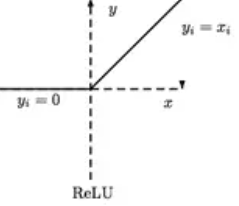 y
y_i = x_i
y_i = 0
x
ReLU